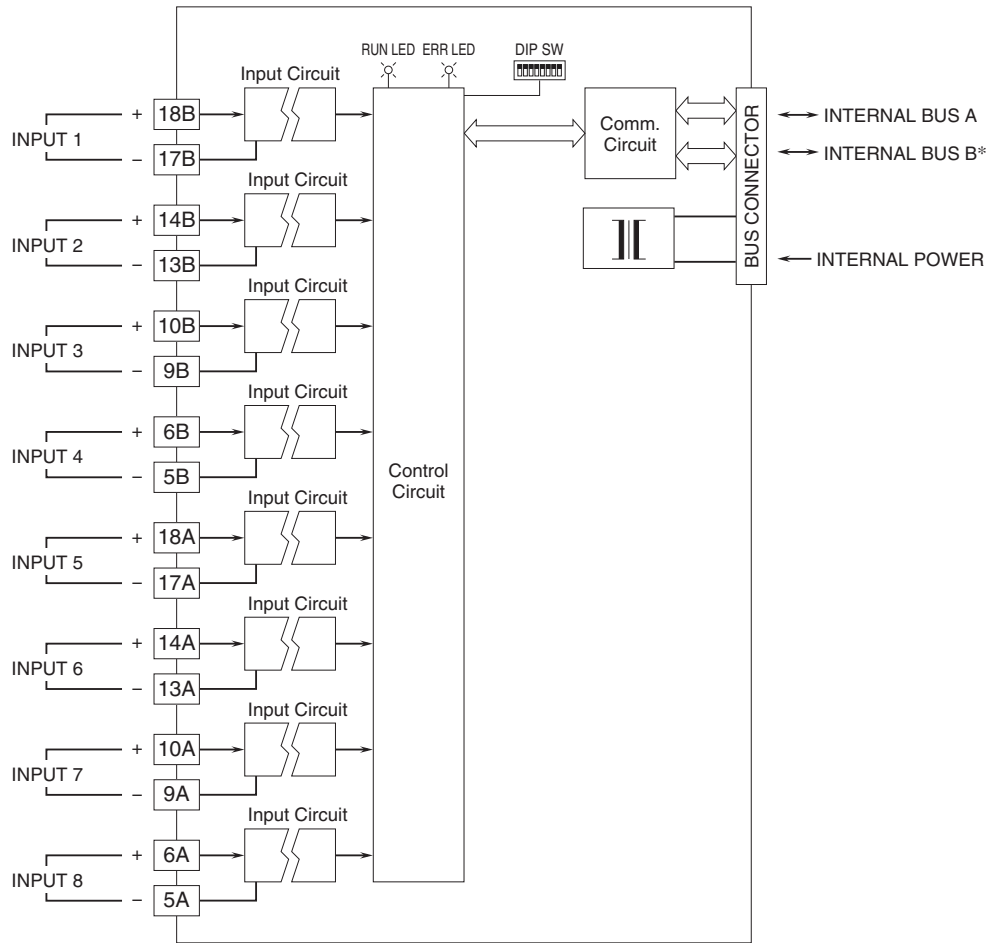 RUN LED ERR LED DIP SW
Input Circuit
INPUT 1
+ 18B
− 17B
Input Circuit
INPUT 2
+ 14B
− 13B
Input Circuit
INPUT 3
+ 10B
− 9B
Input Circuit
INPUT 4
+ 6B
− 5B
Input Circuit
INPUT 5
+ 18A
− 17A
Input Circuit
INPUT 6
+ 14A
− 13A
Input Circuit
INPUT 7
+ 10A
− 9A
Input Circuit
INPUT 8
+ 6A
− 5A
Control
Circuit
Comm.
Circuit
BUS CONNECTOR
INTERNAL BUS A
INTERNAL BUS B*
INTERNAL POWER